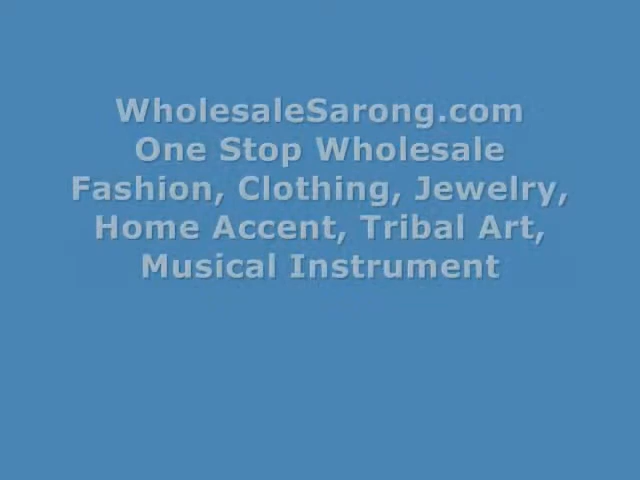 WholesaleSarong.com
One Stop Wholesale
Fashion, Clothing, Jewelry,
Home Accent, Tribal Art,
Musical Instrument